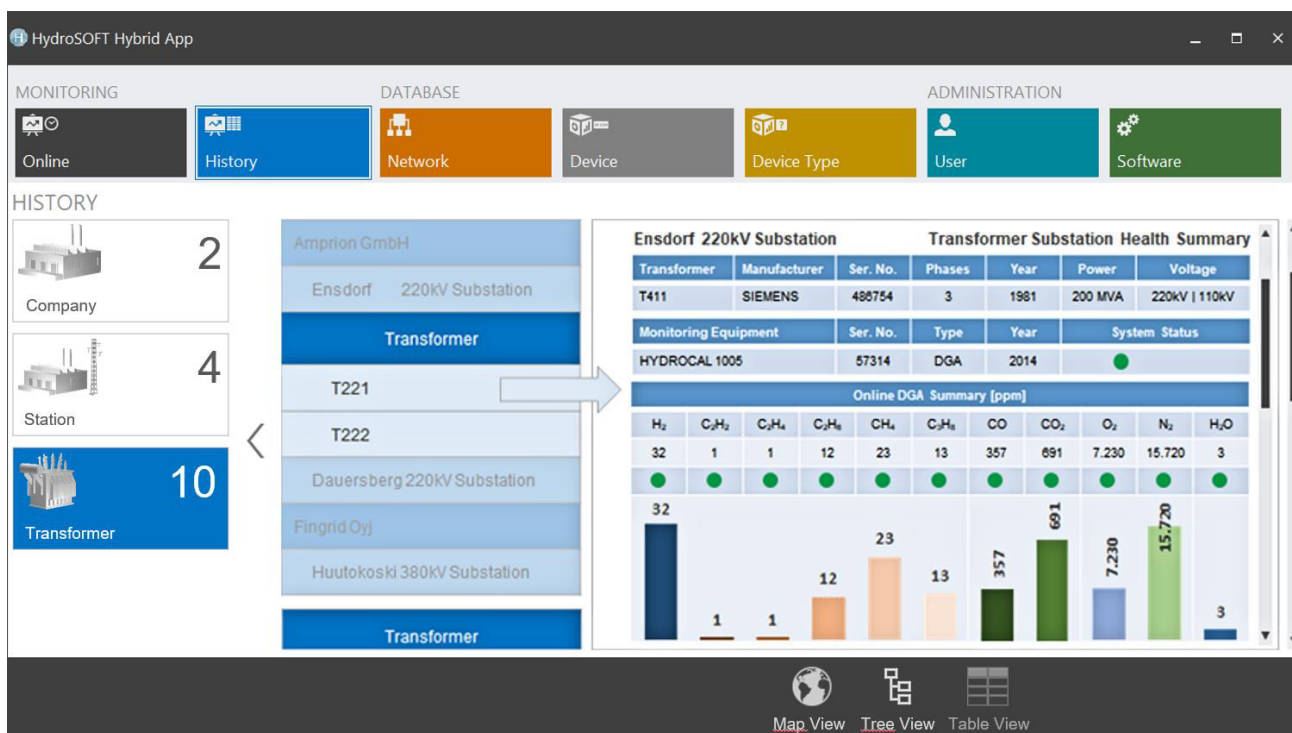 HydroSOFT Hybrid App
MONITORING DATABASE ADMINISTRATION
Online History Network Device Device Type User Software
HISTORY
2
Company
4
Station
10
Transformer
Amprion GmbH
Ensdorf 220kV Substation
Transformer
T221
T222
Dauersberg 220kV Substation
Fingrid Oyj
Huutokoski 380kV Substation
Transformer
Ensdorf 220kV Substation Transformer Substation Health Summary
Transformer Manufacturer Ser. No. Phases Year Power Voltage
T411 SIEMENS 486754 3 1981 200 MVA 220kV | 110kV
Monitoring Equipment Ser. No. Type Year System Status
HYDROCAL 1005 57314 DGA 2014
Online DGA Summary [ppm]
H₂ C₂H₂ C₂H₄ C₂H₆ CH₄ C₃H₈ CO CO₂ O₂ N₂ H₂O
32 1 1 12 23 13 357 691 7.230 15.720 3
32 1 1 12 23 13 357 691 7.230 15.720 3
Map View Tree View Table View